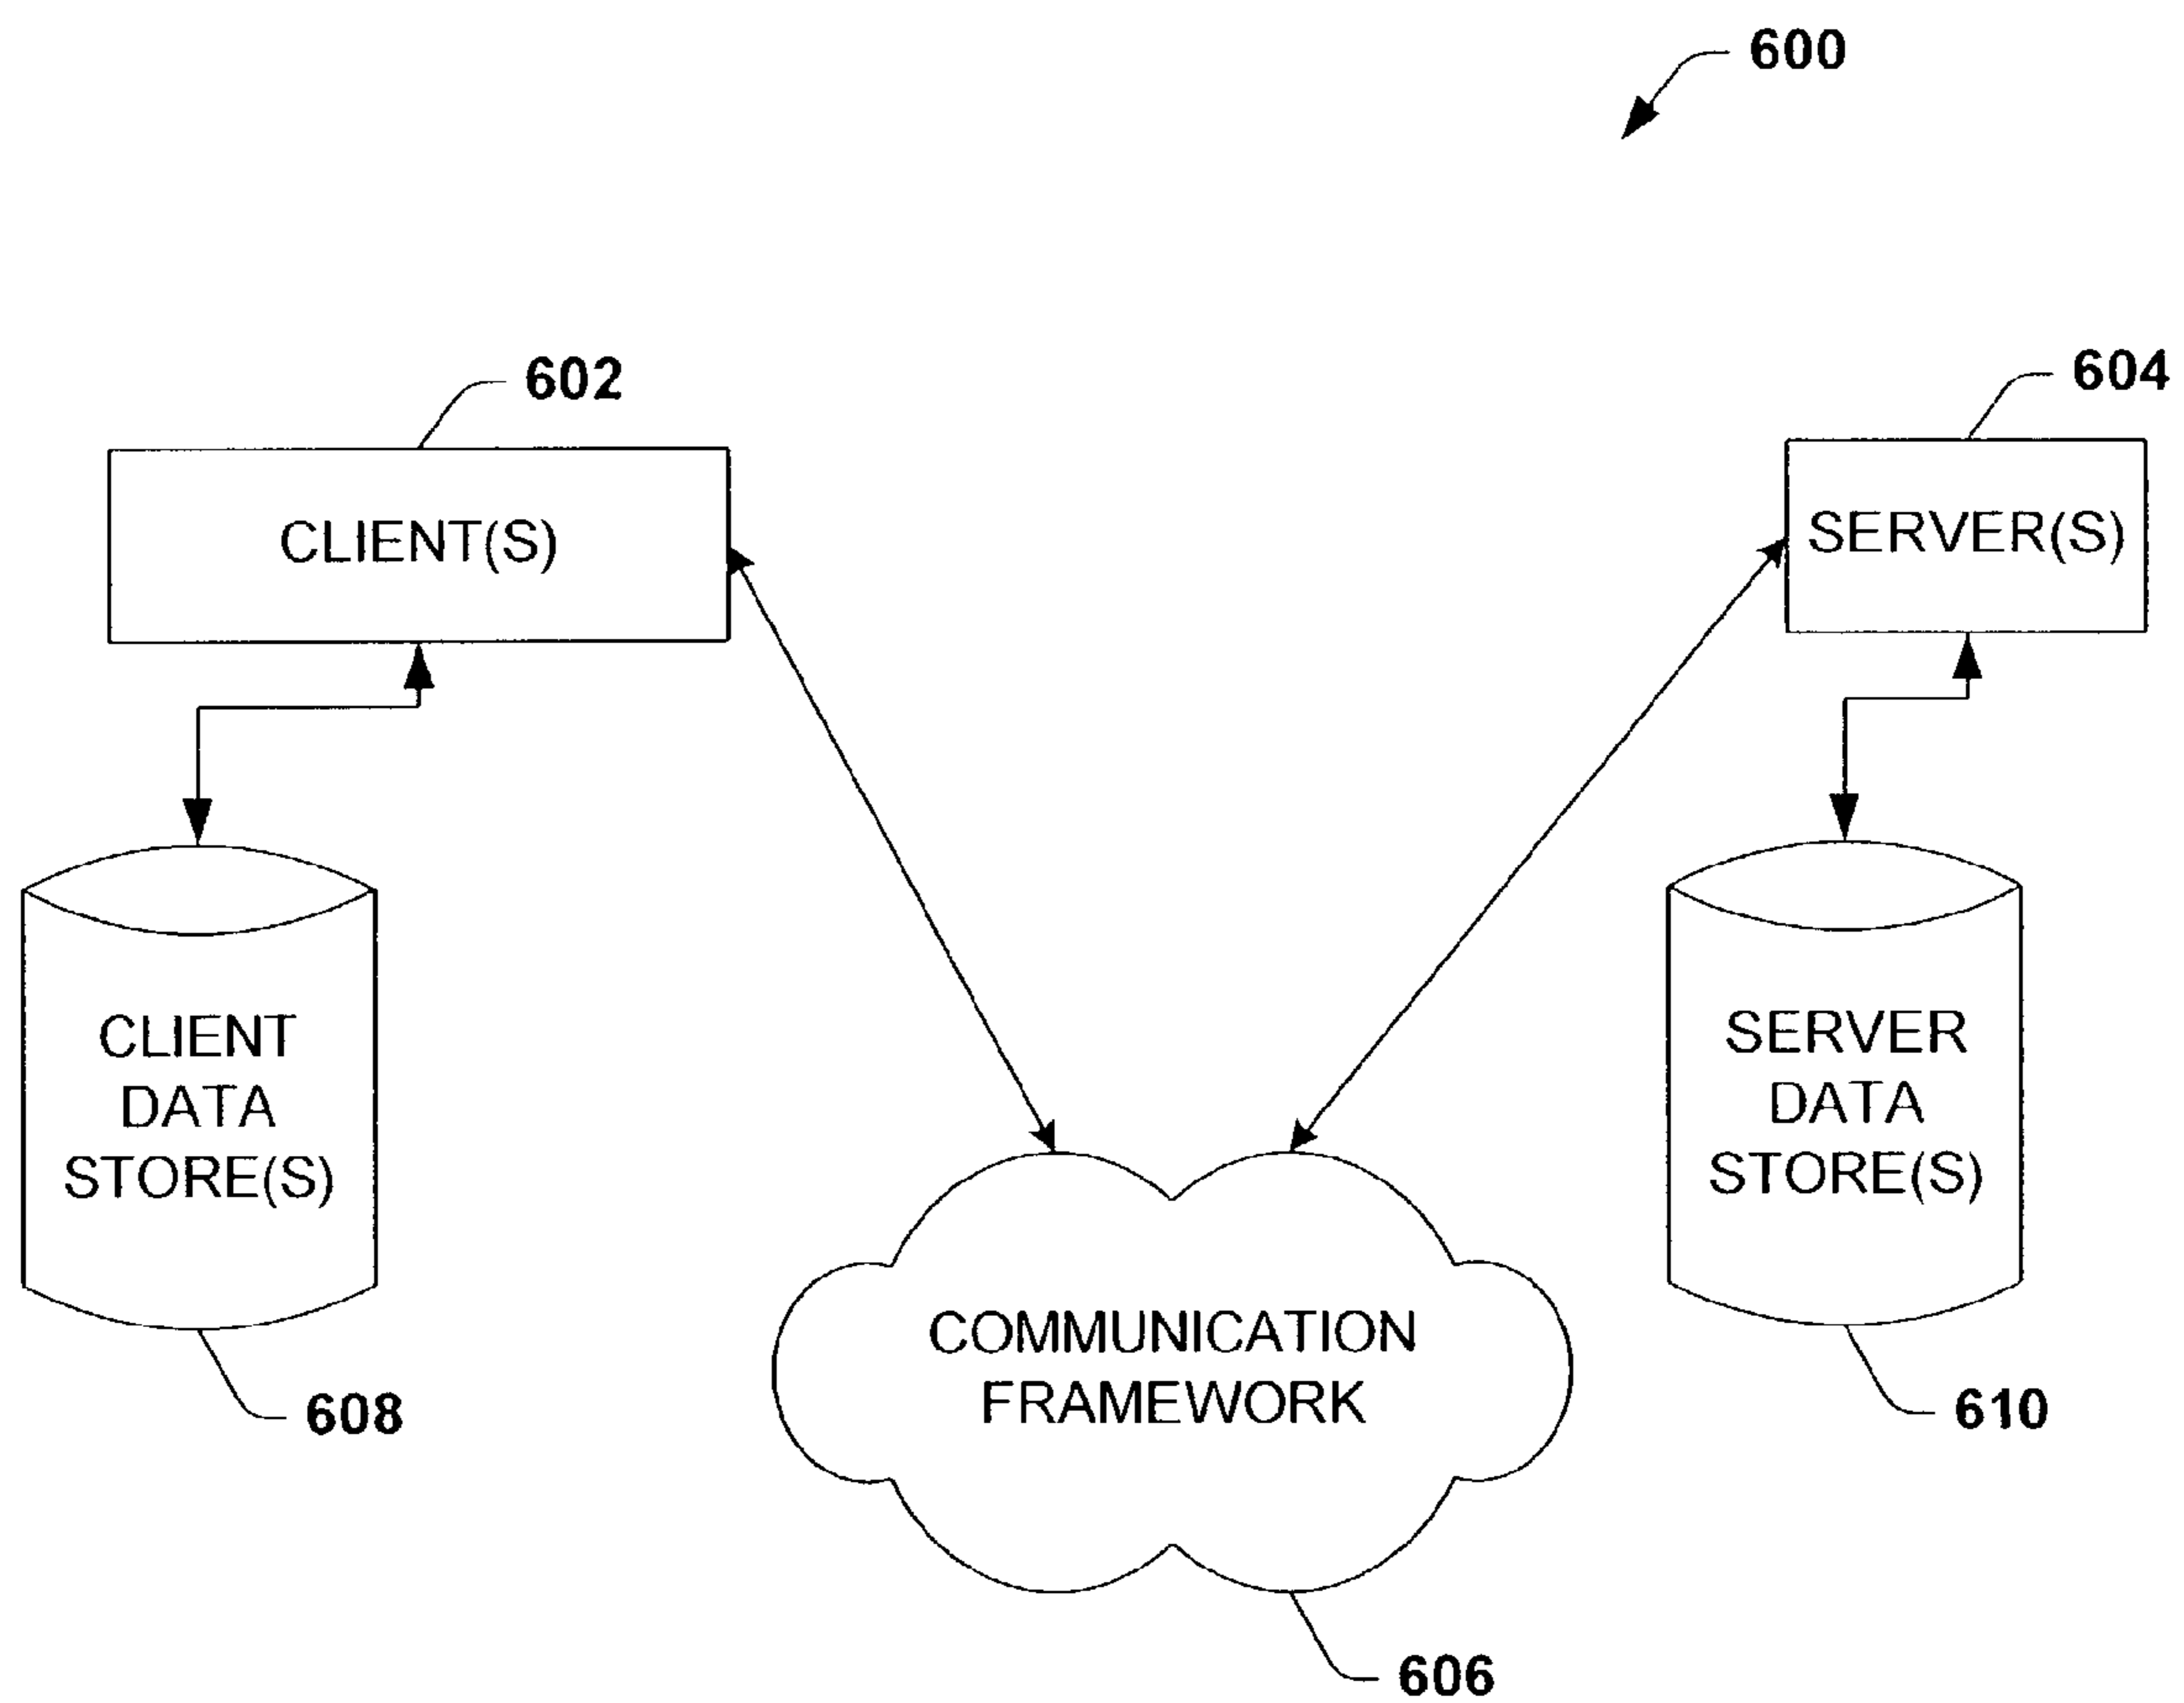 600
602
604
CLIENT(S)
SERVER(S)
CLIENT
DATA
STORE(S)
SERVER
DATA
STORE(S)
COMMUNICATION
FRAMEWORK
608
610
606